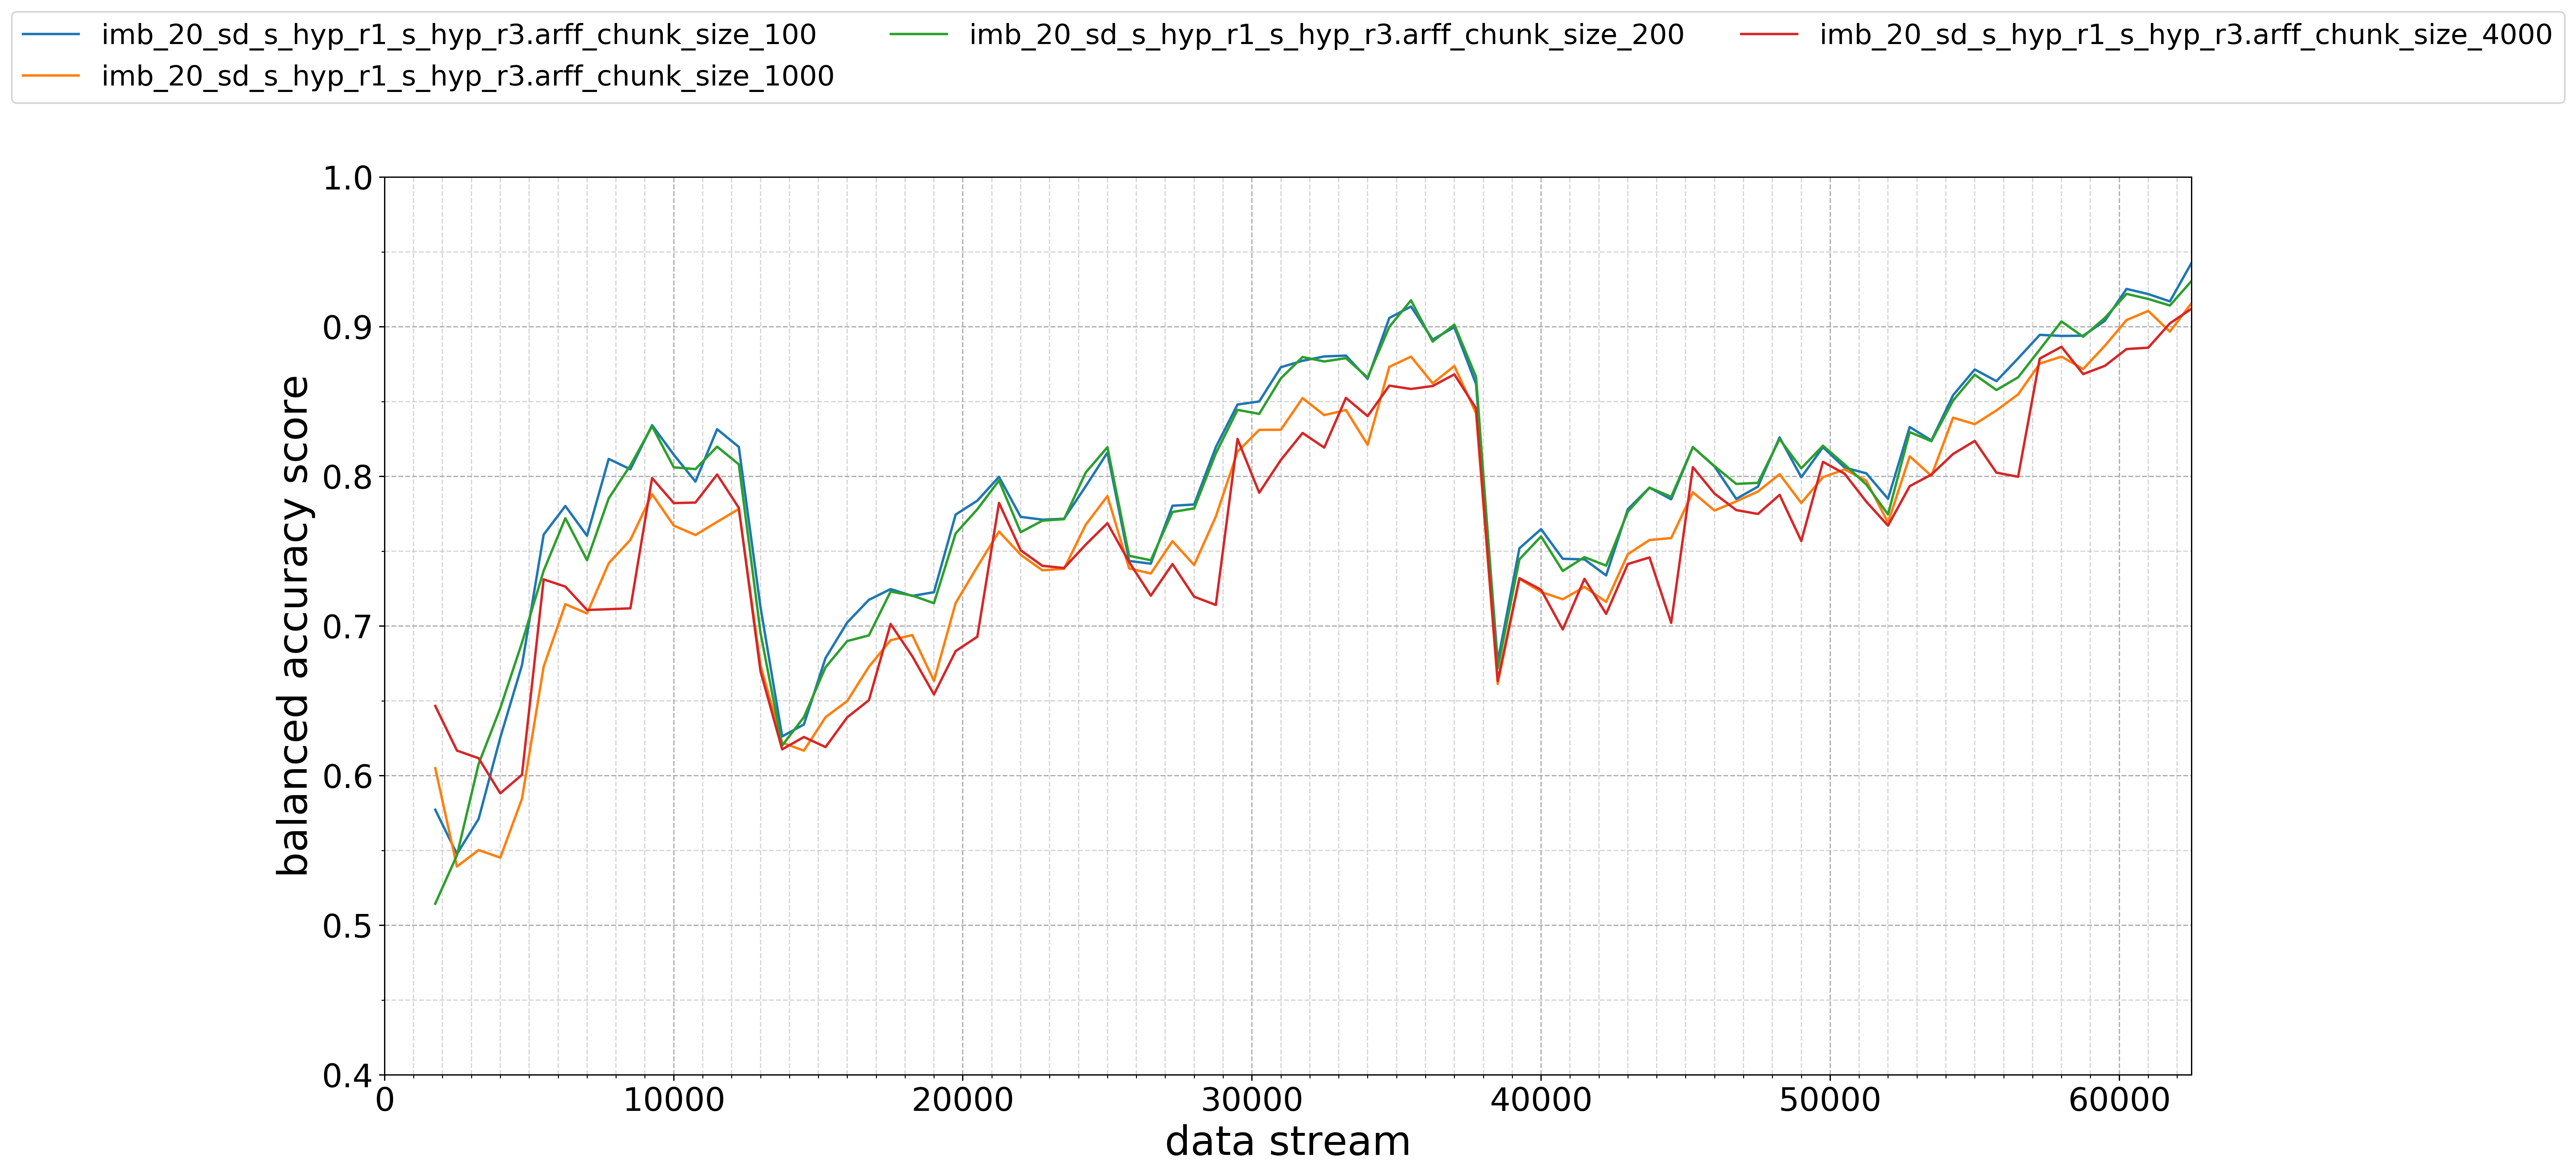 imb_20_sd_s_hyp_r1_s_hyp_r3.arff_chunk_size_100
imb_20_sd_s_hyp_r1_s_hyp_r3.arff_chunk_size_1000
imb_20_sd_s_hyp_r1_s_hyp_r3.arff_chunk_size_200
imb_20_sd_s_hyp_r1_s_hyp_r3.arff_chunk_size_4000
balanced accuracy score
1.0
0.9
0.8
0.7
0.6
0.5
0.4
0 10000 20000 30000 40000 50000 60000
data stream